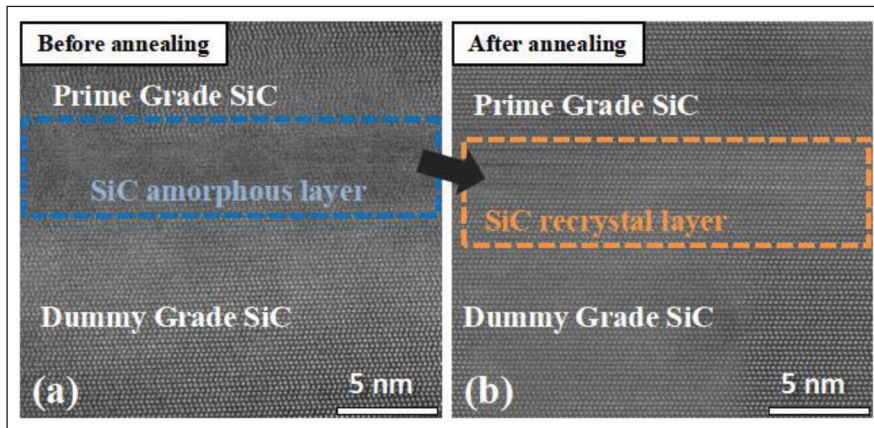 Before annealing
Prime Grade SiC
SiC amorphous layer
Dummy Grade SiC
(a)
5 nm
After annealing
Prime Grade SiC
SiC recrystal layer
Dummy Grade SiC
(b)
5 nm